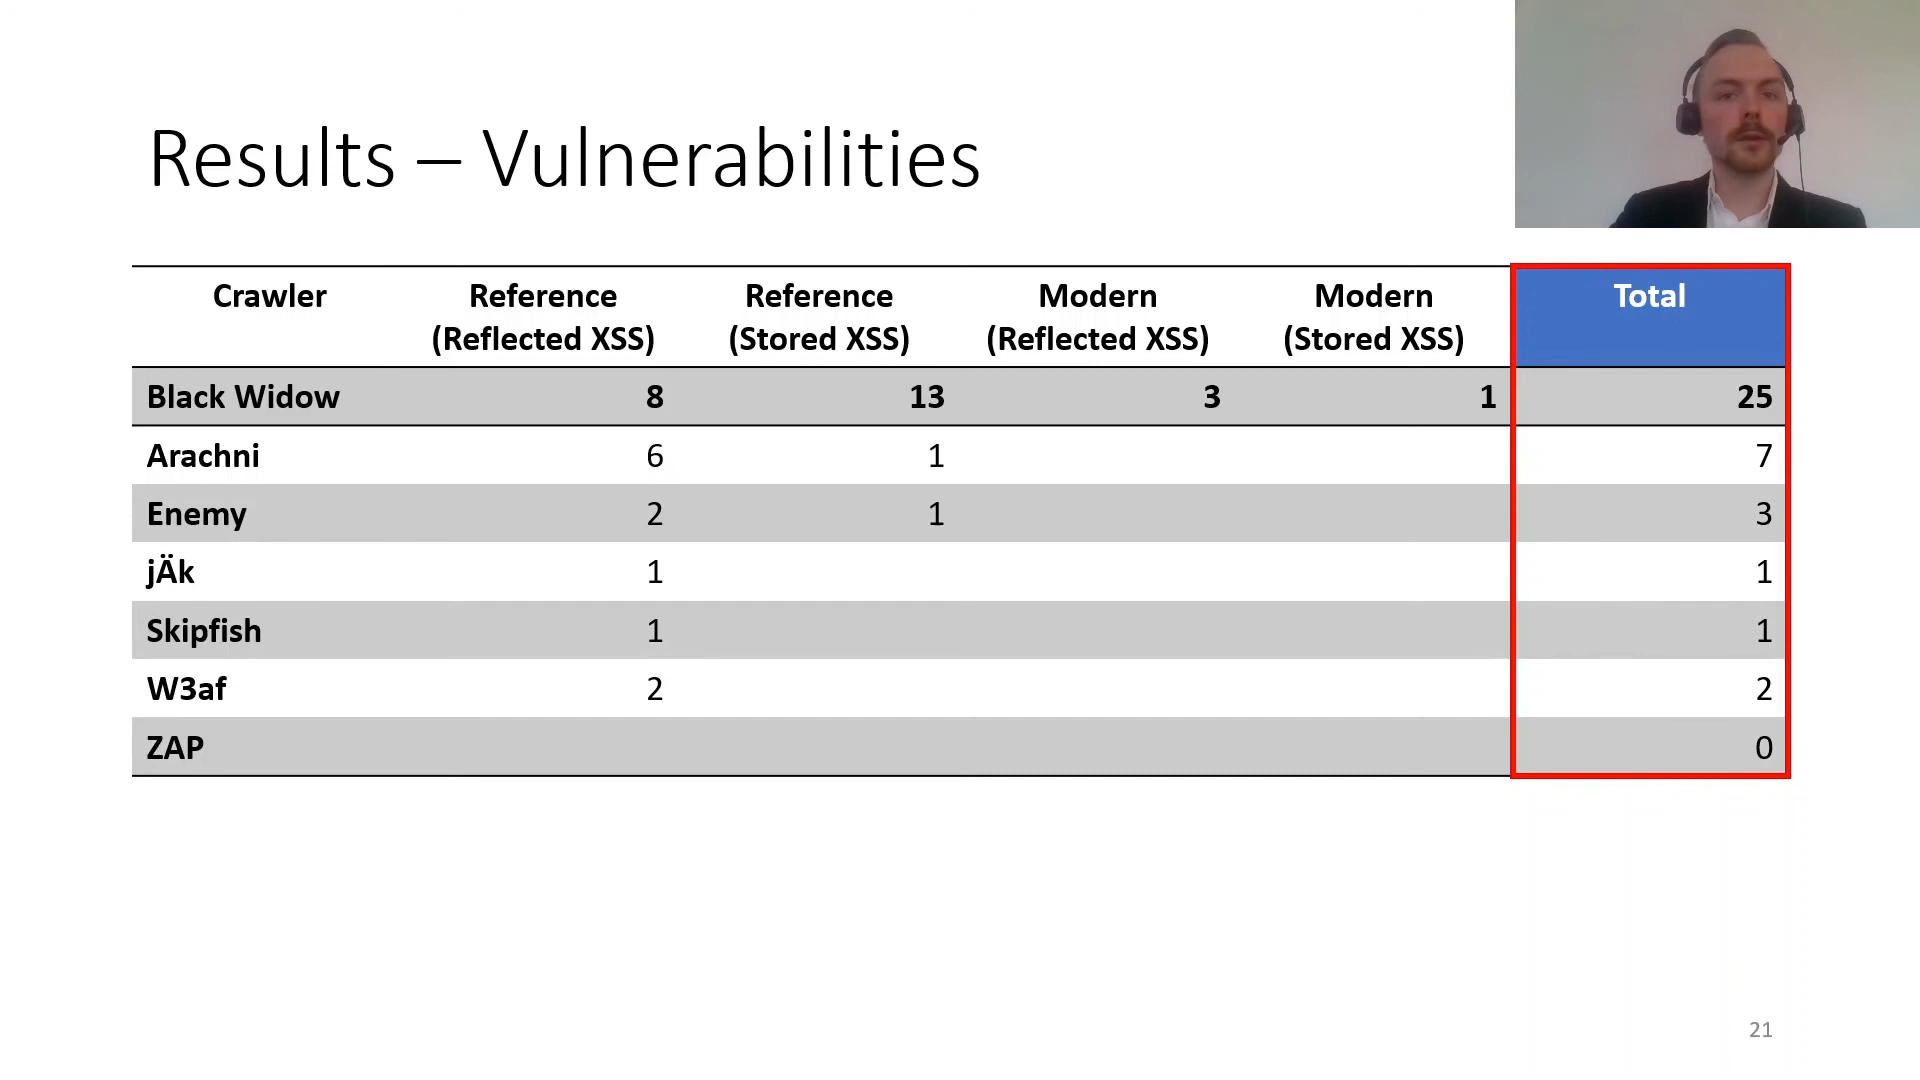 Results – Vulnerabilities
Crawler Reference Reference Modern Modern Total
(Reflected XSS) (Stored XSS) (Reflected XSS) (Stored XSS)
Black Widow 8 13 3 1 25
Arachni 6 1 7
Enemy 2 1 3
jÄk 1 1
Skipfish 1 1
W3af 2 2
ZAP 0
21